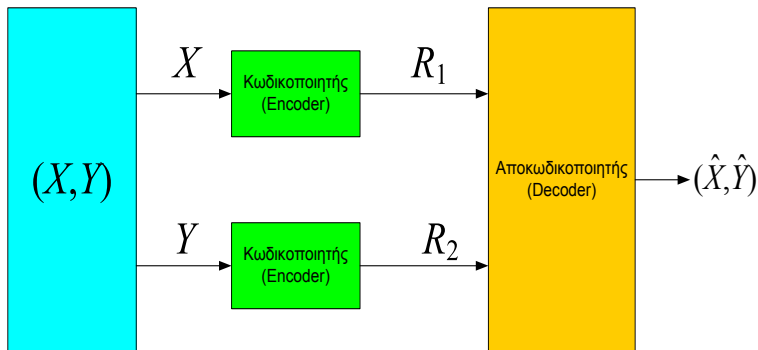 (X,Y)
X
Κωδικοποιητής
(Encoder)
R₁
Y
Κωδικοποιητής
(Encoder)
R₂
Αποκωδικοποιητής
(Decoder)
(X̂,Ŷ)